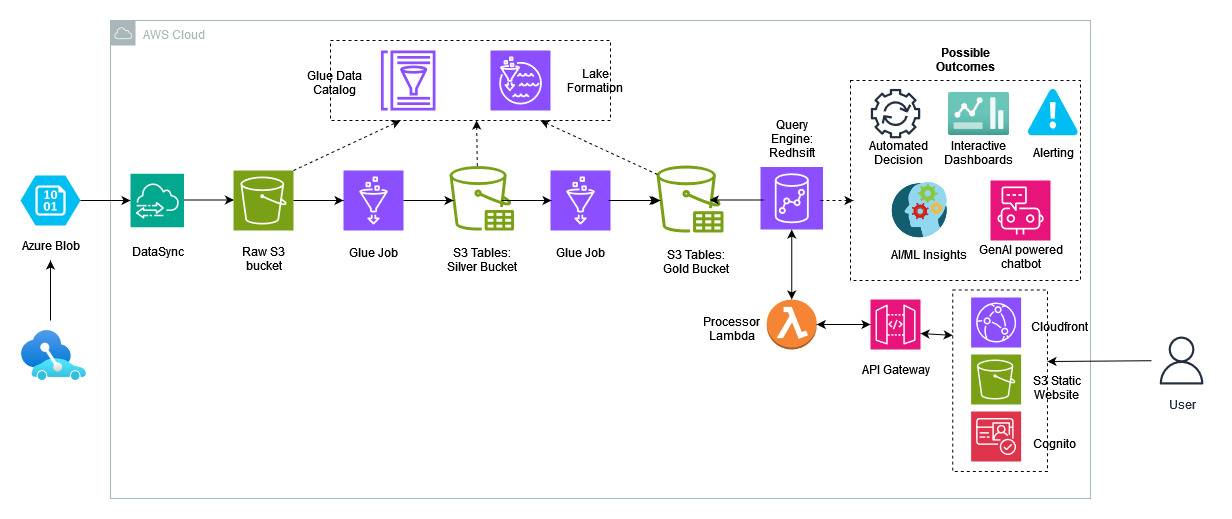 AWS Cloud
Glue Data
Catalog
Lake
Formation
Possible
Outcomes
Automated
Decision
Interactive
Dashboards
Alerting
AI/ML Insights
GenAI powered
chatbot
Query
Engine:
Redhsift
10
01
Azure Blob
DataSync
Raw S3
bucket
Glue Job
S3 Tables:
Silver Bucket
Glue Job
S3 Tables:
Gold Bucket
Processor
Lambda
API Gateway
Cloudfront
S3 Static
Website
Cognito
User